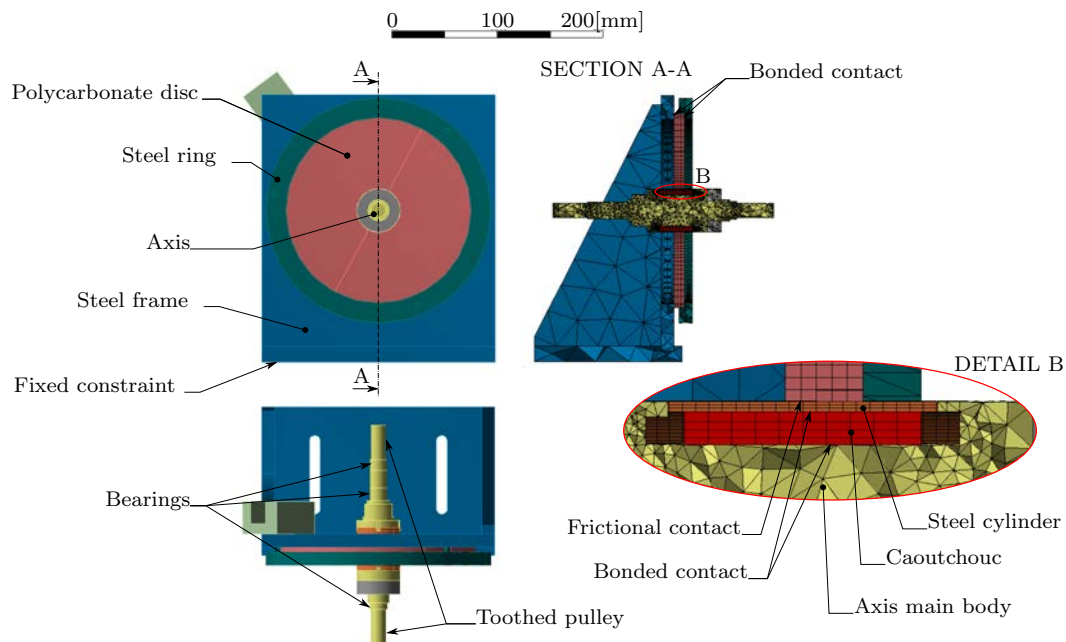 0 100 200[mm]
A
SECTION A-A
Bonded contact
Polycarbonate disc
Steel ring
B
Axis
Steel frame
Fixed constraint
A
DETAIL B
Bearings
Frictional contact
Steel cylinder
Caoutchouc
Bonded contact
Toothed pulley
Axis main body